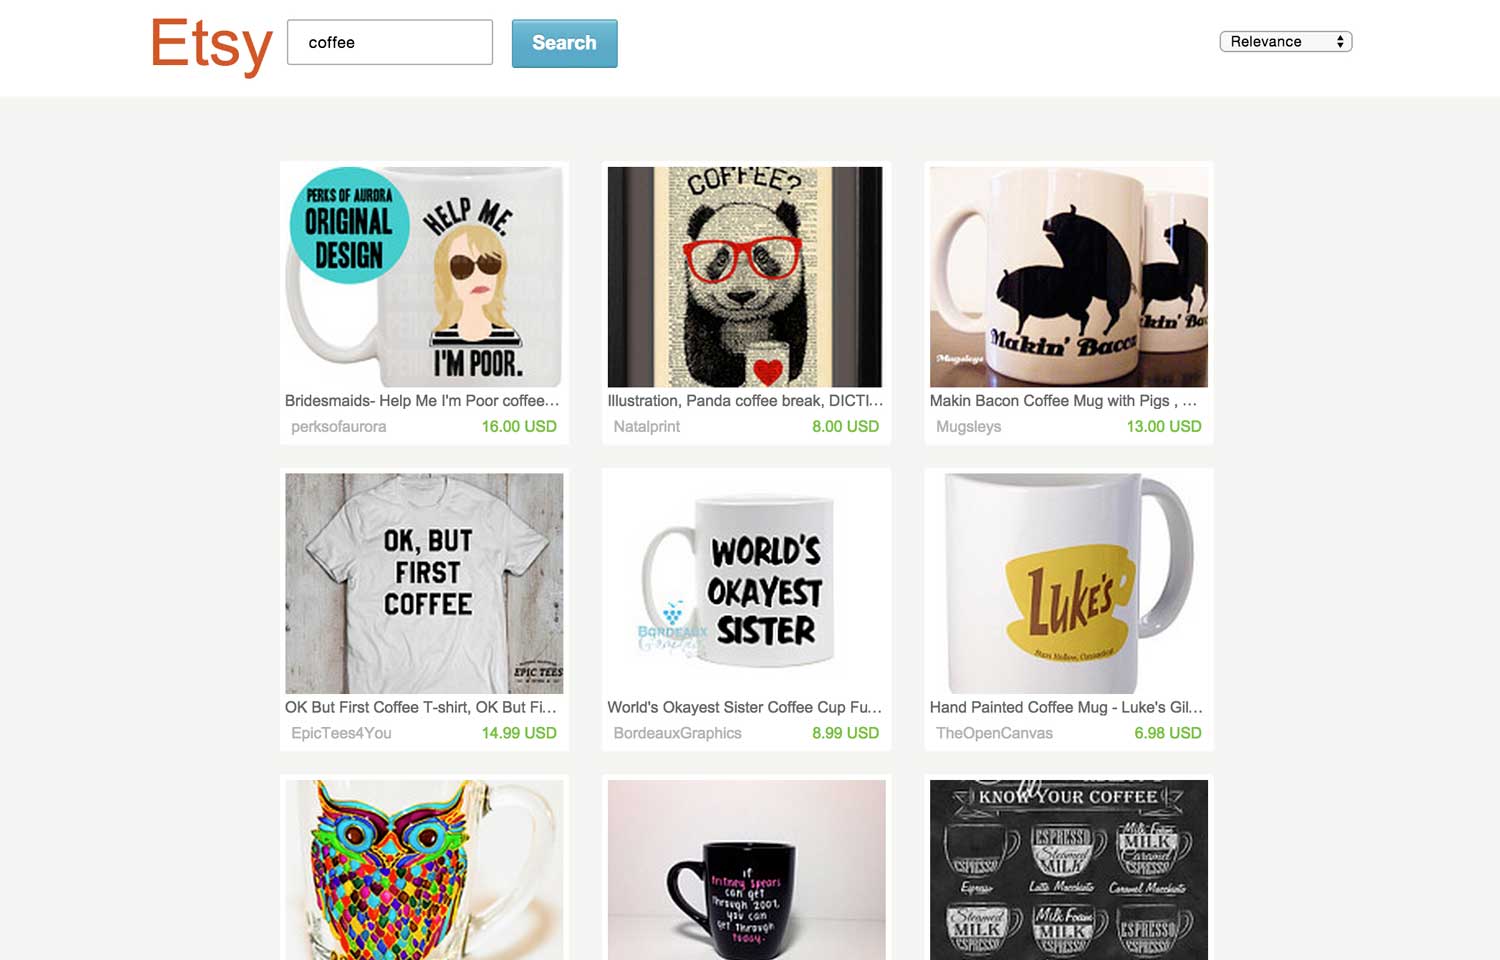 Etsy
coffee
Search
Relevance
PERKS OF AURORA
ORIGINAL
DESIGN
HELP ME.
I'M POOR.
COFFEE?
Makin' Bacon
Mugsleys
Bridesmaids- Help Me I'm Poor coffee...
perksofaurora
16.00 USD
Illustration, Panda coffee break, DICTI...
Natalprint
8.00 USD
Makin Bacon Coffee Mug with Pigs , ...
Mugsleys
13.00 USD
OK, BUT
FIRST
COFFEE
EPIC TEES
WORLD'S
OKAYEST
SISTER
BORDEAUX
Graphics
LUKE'S
Stars Hollow, Connecticut
OK But First Coffee T-shirt, OK But Fi...
EpicTees4You
14.99 USD
World's Okayest Sister Coffee Cup Fu...
BordeauxGraphics
8.99 USD
Hand Painted Coffee Mug - Luke's Gil...
TheOpenCanvas
6.98 USD
if
britney spears
can get
through 2007,
you can
get through
today.
KNOW YOUR COFFEE
ESPRESSO
Espresso
ESPRESSO
Steamed
MILK
Latte Macchiato
Milk Foam
MILK
Caramel
ESPRESSO
Caramel Macchiato
Steamed
MILK
ESPRESSO
Milk Foam
MILK
ESPRESSO
ESPRESSO